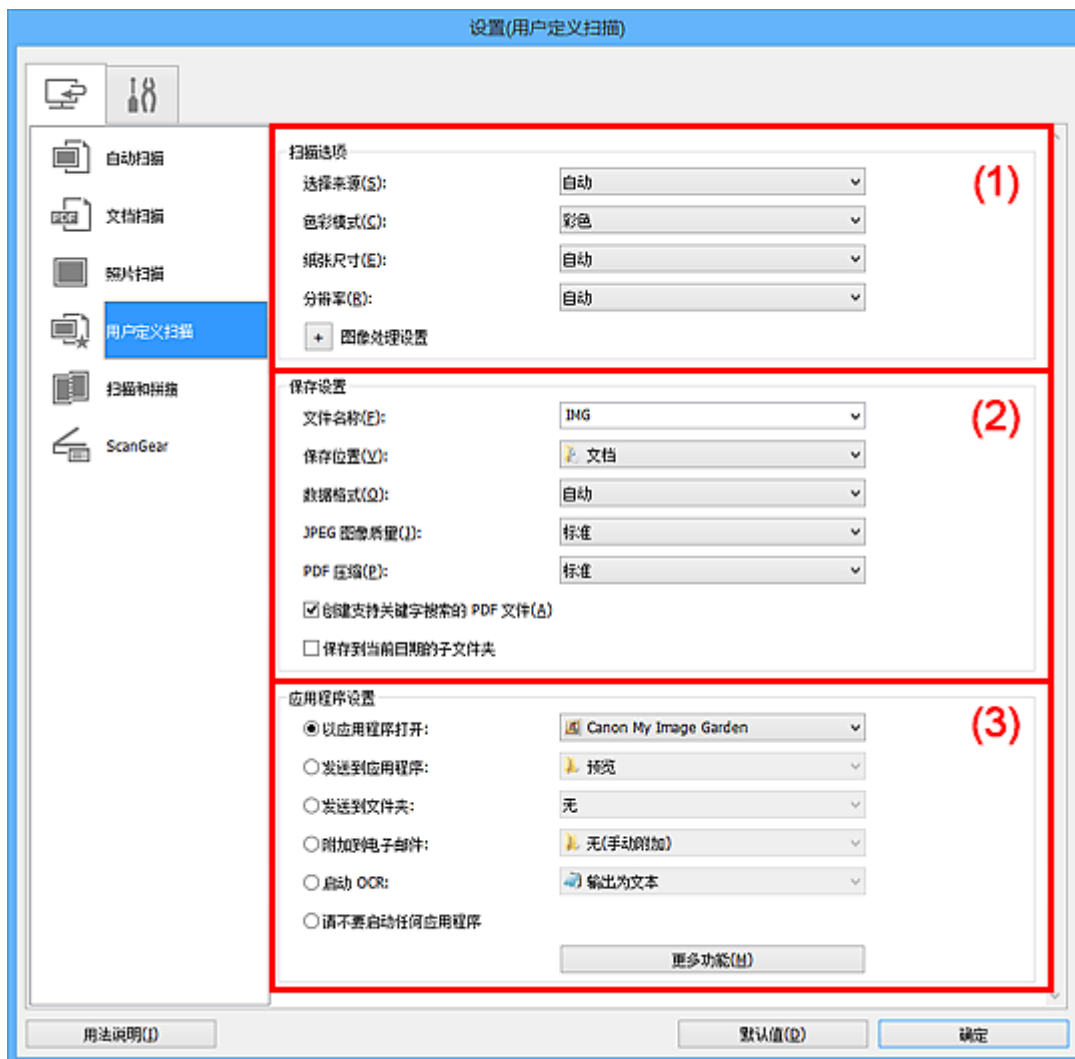 设置(用户定义扫描)
自动扫描
文档扫描
照片扫描
用户定义扫描
扫描和拼接
ScanGear
扫描选项
(1)
选择来源(S): 自动
色彩模式(C): 彩色
纸张尺寸(E): 自动
分辨率(R): 自动
+ 图像处理设置
保存设置
(2)
文件名称(F): IMG
保存位置(V): 文档
数据格式(O): 自动
JPEG 图像质量(J): 标准
PDF 压缩(P): 标准
创建支持关键字搜索的 PDF 文件(A)
保存到当前日期的子文件夹
应用程序设置
(3)
以应用程序打开: Canon My Image Garden
发送到应用程序: 预览
发送到文件夹: 无
附加到电子邮件: 无(手动附加)
启动 OCR: 输出为文本
请不要启动任何应用程序
更多功能(M)
用法说明(I)
默认值(D)
确定
PDF